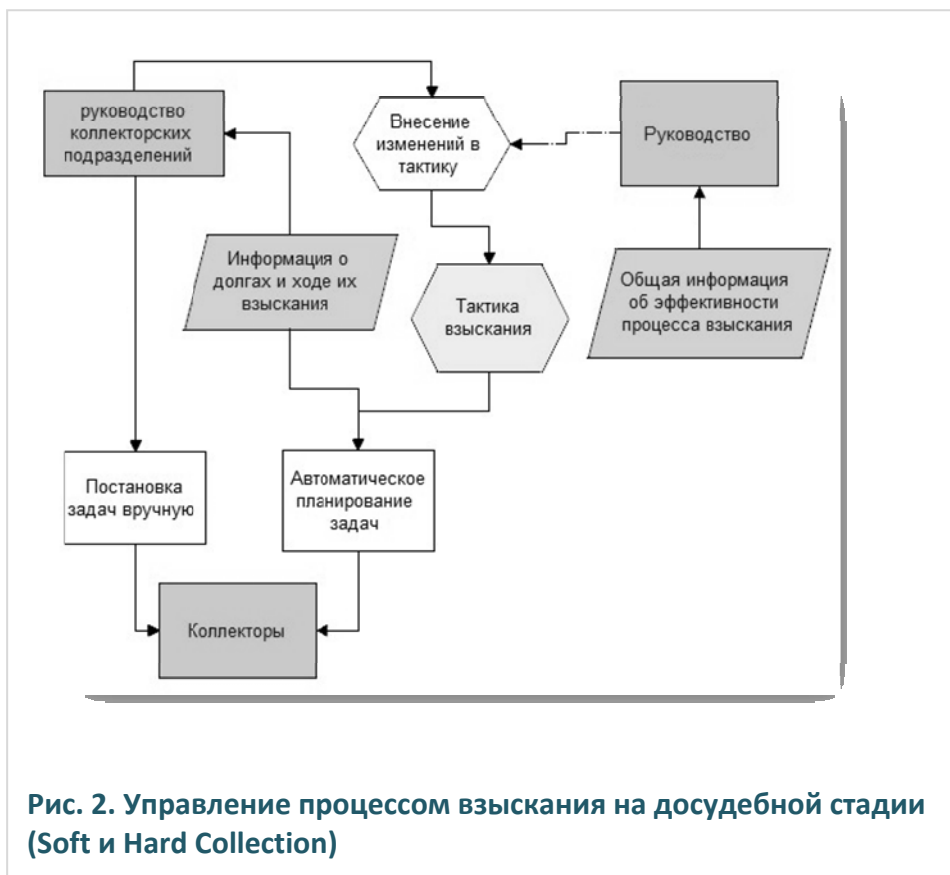 руководство
коллекторских
подразделений
Внесение
изменений в
тактику
Руководство
Информация о
долгах и ходе их
взыскания
Тактика
взыскания
Общая информация
об эффективности
процесса взыскания
Постановка
задач вручную
Автоматическое
планирование
задач
Коллекторы
Рис. 2. Управление процессом взыскания на досудебной стадии
(Soft и Hard Collection)